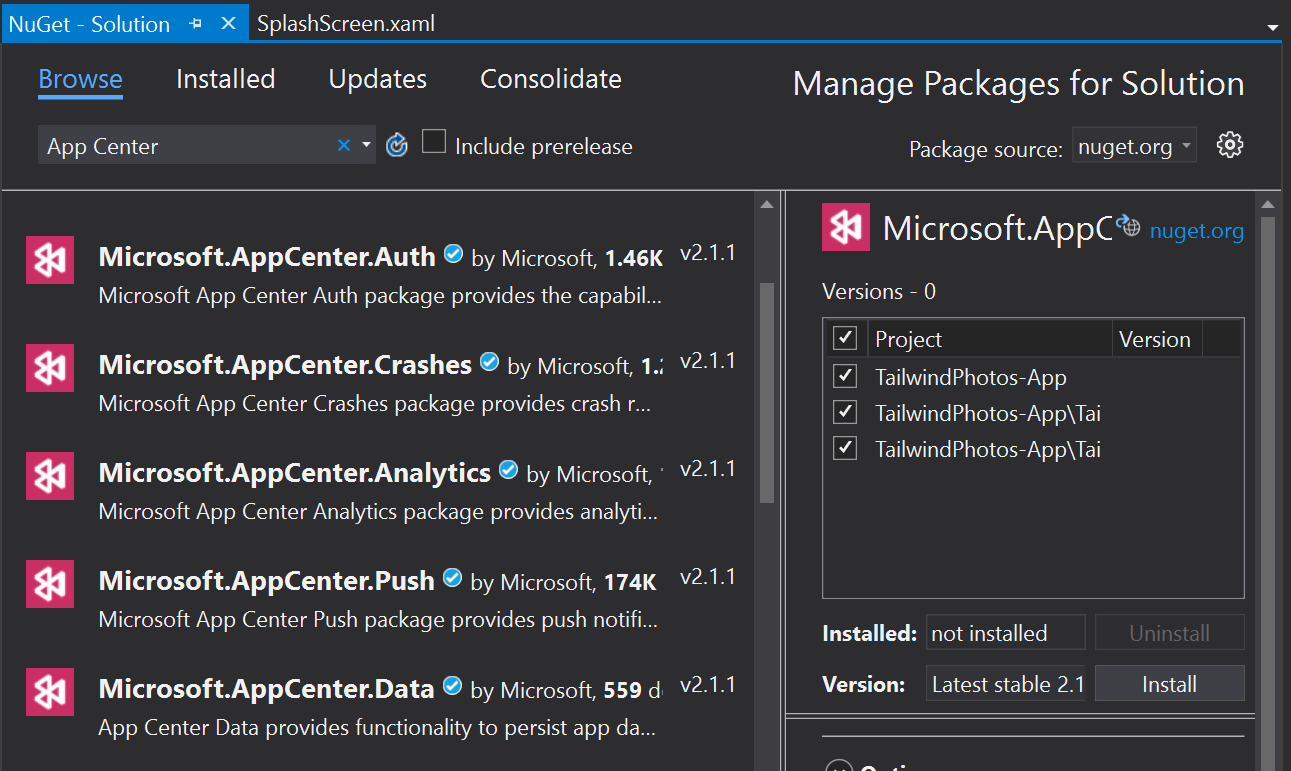 NuGet - Solution
SplashScreen.xaml
Browse Installed Updates Consolidate
Manage Packages for Solution
App Center
Include prerelease
Package source: nuget.org
Microsoft.AppCenter.Auth by Microsoft, 1.46K v2.1.1
Microsoft App Center Auth package provides the capabil...
Microsoft.AppCenter.Crashes by Microsoft, 1.2 v2.1.1
Microsoft App Center Crashes package provides crash r...
Microsoft.AppCenter.Analytics by Microsoft, v2.1.1
Microsoft App Center Analytics package provides analyti...
Microsoft.AppCenter.Push by Microsoft, 174K v2.1.1
Microsoft App Center Push package provides push notifi...
Microsoft.AppCenter.Data by Microsoft, 559 d v2.1.1
App Center Data provides functionality to persist app da...
Microsoft.AppC nuget.org
Versions - 0
Project Version
TailwindPhotos-App
TailwindPhotos-App\Tai
TailwindPhotos-App\Tai
Installed: not installed Uninstall
Version: Latest stable 2.1 Install